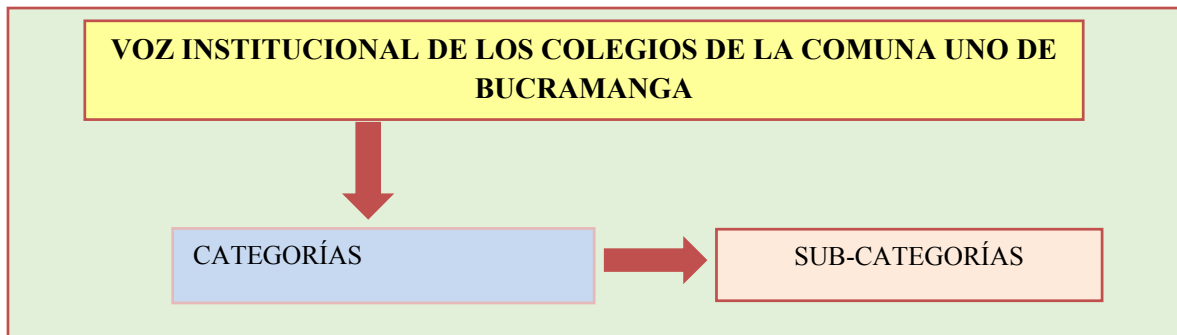 VOZ INSTITUCIONAL DE LOS COLEGIOS DE LA COMUNA UNO DE
BUCRAMANGA
CATEGORÍAS
SUB-CATEGORÍAS